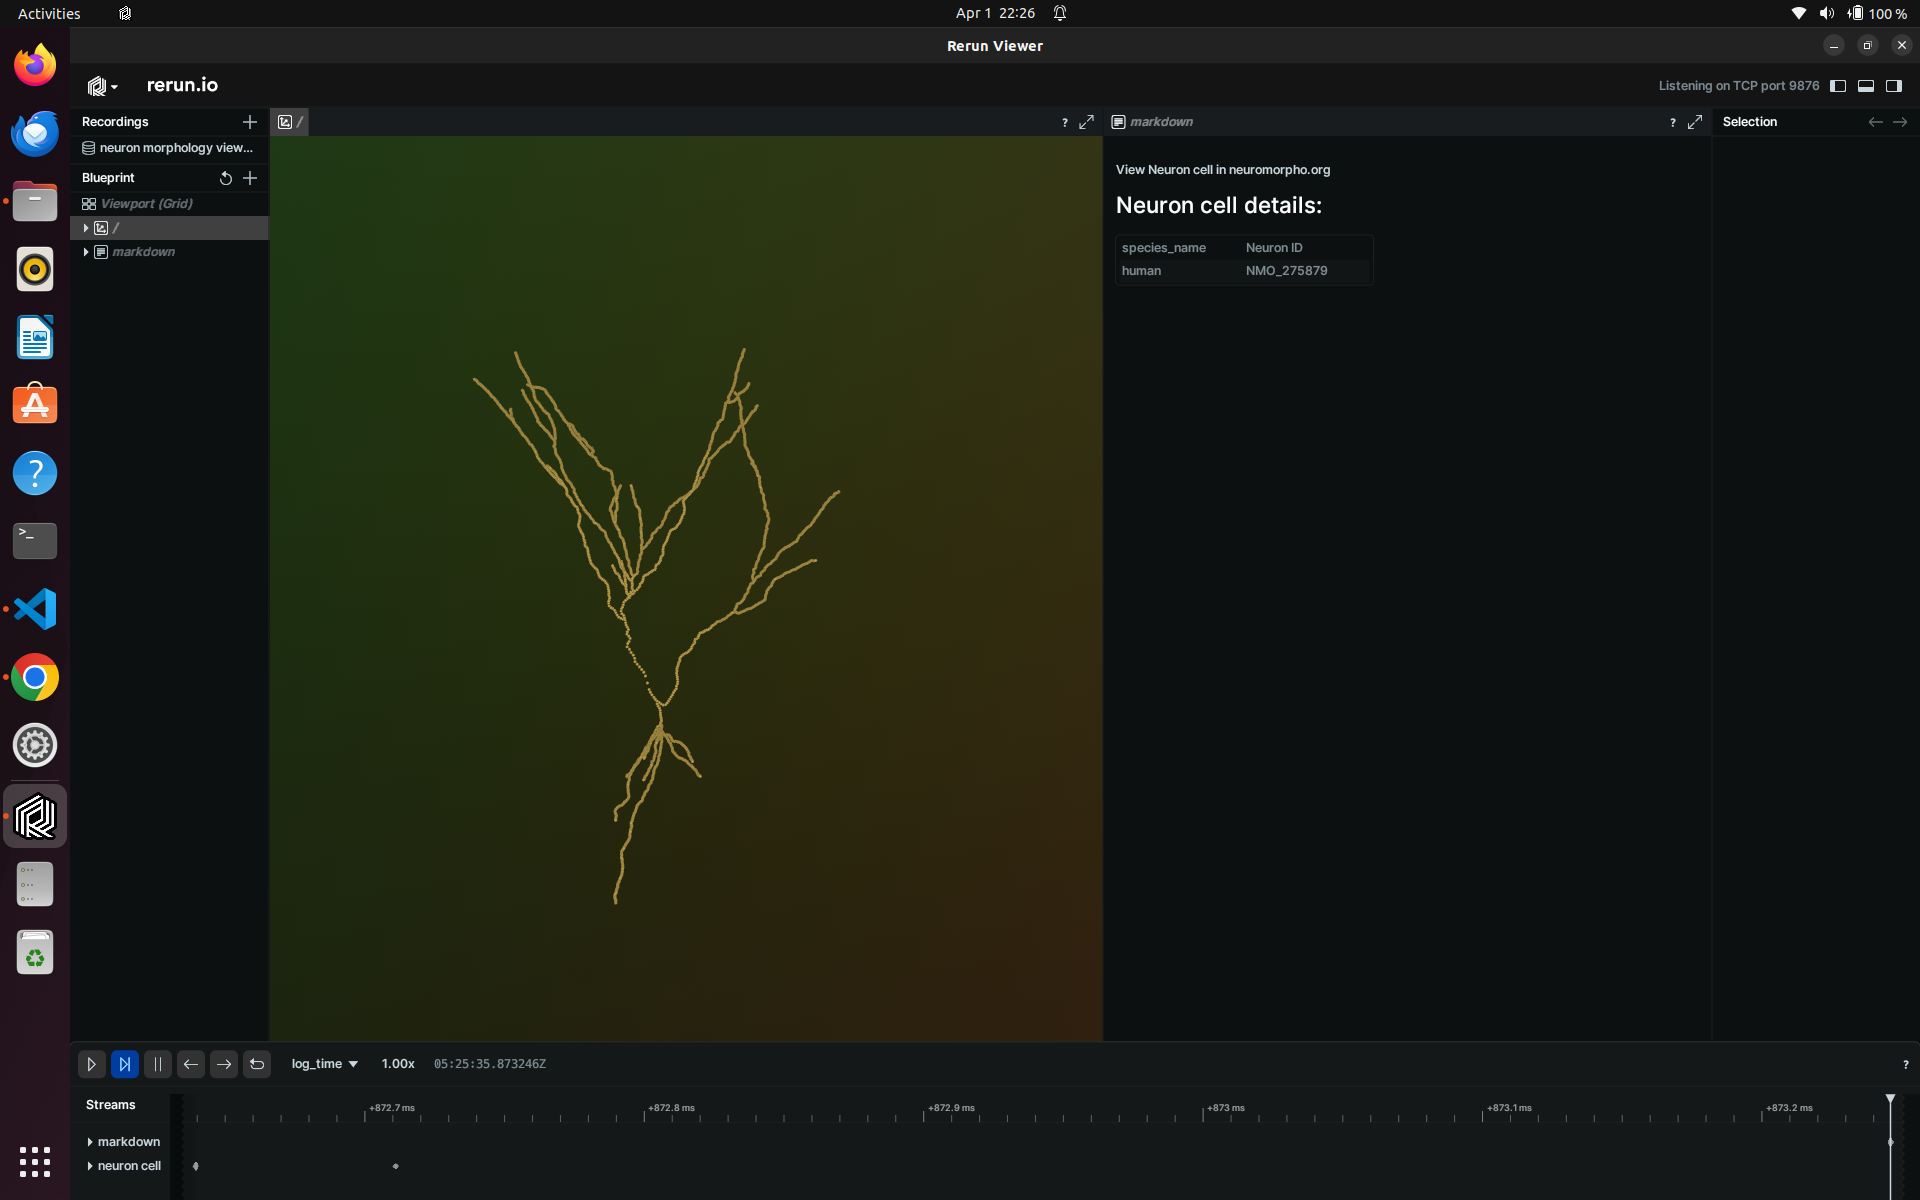 Activities
Apr 1 22:26
100 %
Rerun Viewer
rerun.io
Listening on TCP port 9876
Recordings
/
?
markdown
?
Selection
neuron morphology view...
Blueprint
Viewport (Grid)
/
markdown
View Neuron cell in neuromorpho.org
Neuron cell details:
species_name Neuron ID
human NMO_275879
log_time 1.00x 05:25:35.873246Z
?
Streams
+872.7 ms +872.8 ms +872.9 ms +873 ms +873.1 ms +873.2 ms
markdown
neuron cell